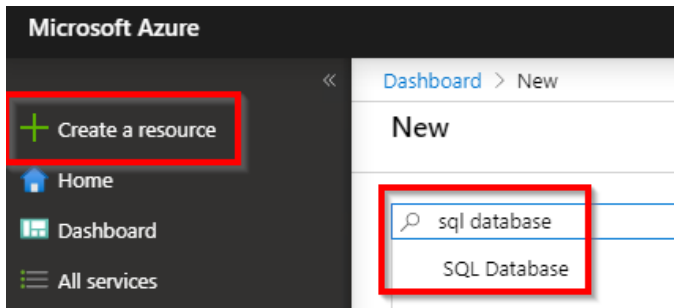 Microsoft Azure
Create a resource
Home
Dashboard
All services
Dashboard > New
New
sql database
SQL Database